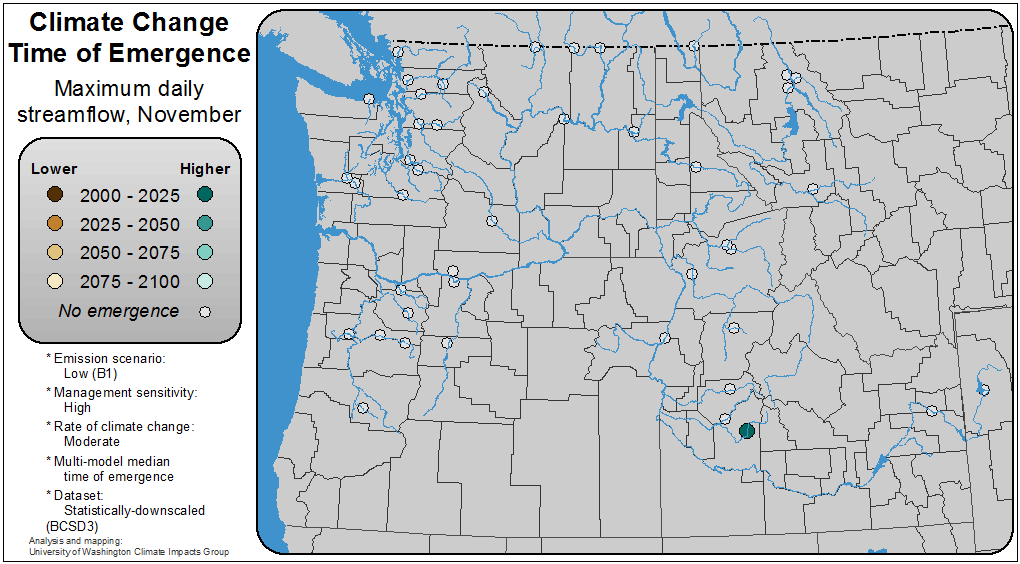 Climate Change
Time of Emergence
Maximum daily
streamflow, November
Lower Higher
2000 - 2025
2025 - 2050
2050 - 2075
2075 - 2100
No emergence
* Emission scenario:
Low (B1)
* Management sensitivity:
High
* Rate of climate change:
Moderate
* Multi-model median
time of emergence
* Dataset:
Statistically-downscaled
(BCSD3)
Analysis and mapping:
University of Washington Climate Impacts Group